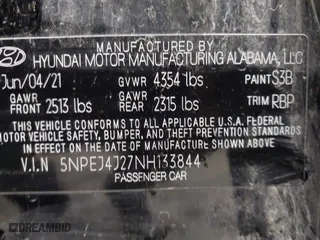 MANUFACTURED BY
HYUNDAI MOTOR MANUFACTURING ALABAMA, LLC
Jun/04/21 GVWR 4354 lbs PAINT S3B
GAWR FRONT 2513 lbs GAWR REAR 2315 lbs TRIM RBP
THIS VEHICLE CONFORMS TO ALL APPLICABLE U.S. FEDERAL MOTOR
VEHICLE SAFETY, BUMPER, AND THEFT PREVENTION STANDARDS
IN EFFECT ON THE DATE OF MANUFACTURE SHOWN ABOVE.
V.I.N 5NPEJ4J27NH133844
PASSENGER CAR
DREAMBID